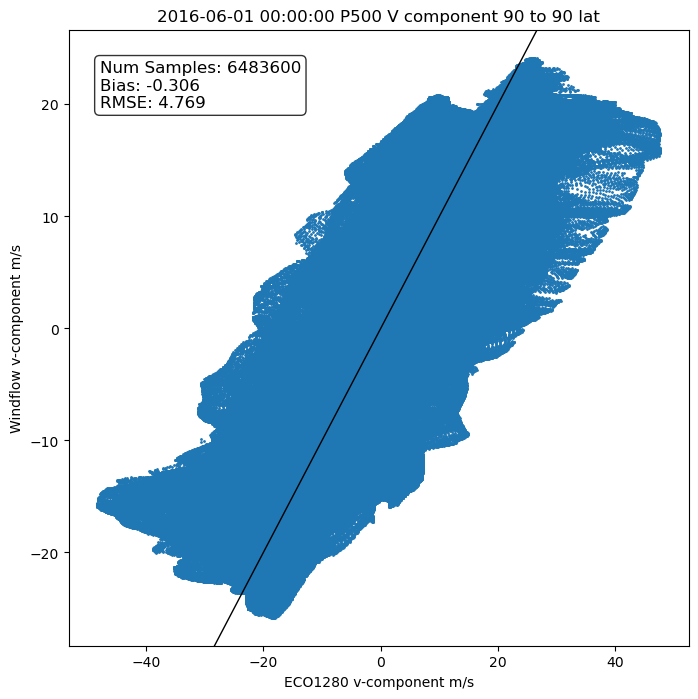 2016-06-01 00:00:00 P500 V component 90 to 90 lat
Num Samples: 6483600
Bias: -0.306
RMSE: 4.769
20
10
0
−10
−20
Windflow v-component m/s
−40
−20
0
20
40
ECO1280 v-component m/s